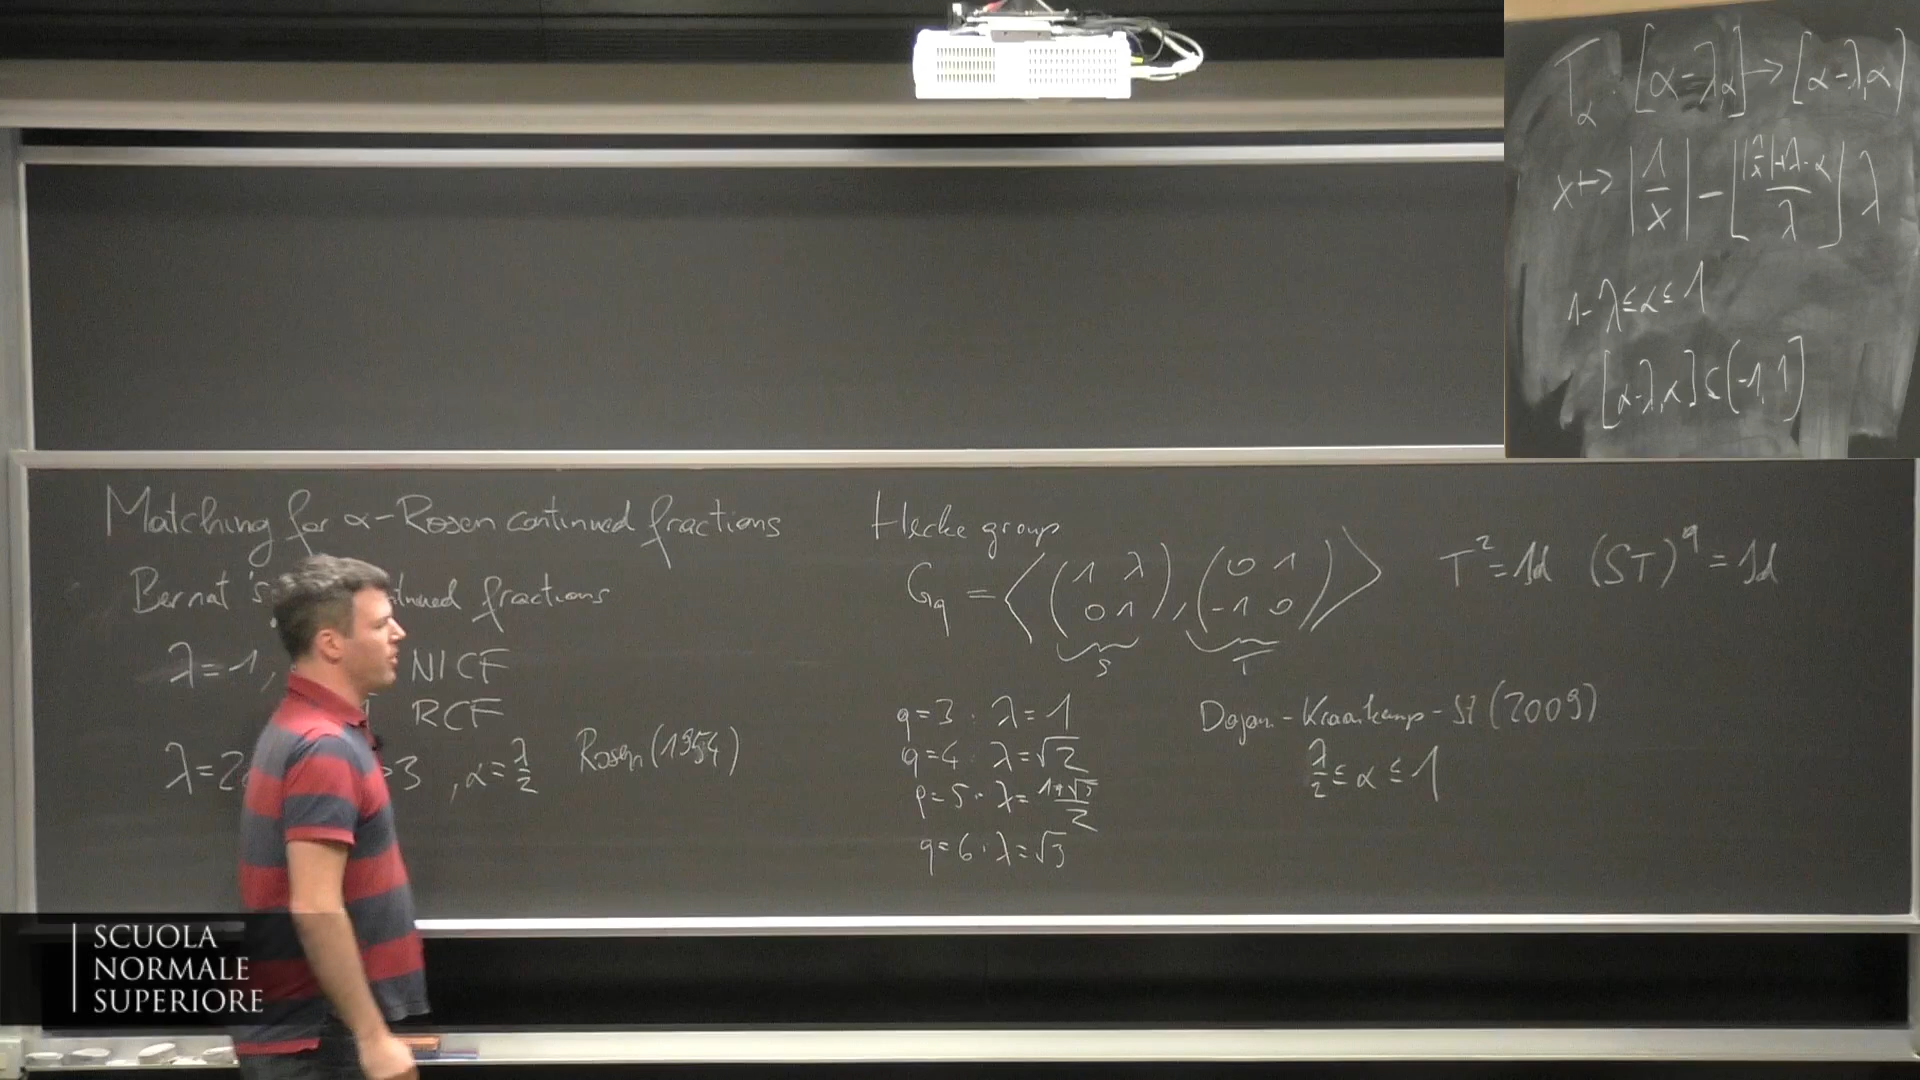 Matching for α-Rosen continued fractions
Bernat's fractions
λ=1, NICF
RCF
λ=2 3 , α=λ/2 Rosen (1954)
Hecke group
G_q = ⟨(1 λ; 0 1), (0 1; -1 0)⟩ T²=Id (ST)^q=Id
S T
q=3 : λ=1
q=4 : λ=√2
q=5 : λ=(1+√5)/2
q=6 : λ=√3
Dajani-Kraaikamp-St (2009)
λ/2 ≤ α ≤ 1
T_α : [α-λ,α] → [α-λ,α)
x ↦ |1/x| - ⌊(|1/x|+λ-α)/λ⌋ λ
1-λ≤α≤1
[α-λ,α]⊆(-1,1]
SCUOLA
NORMALE
SUPERIORE